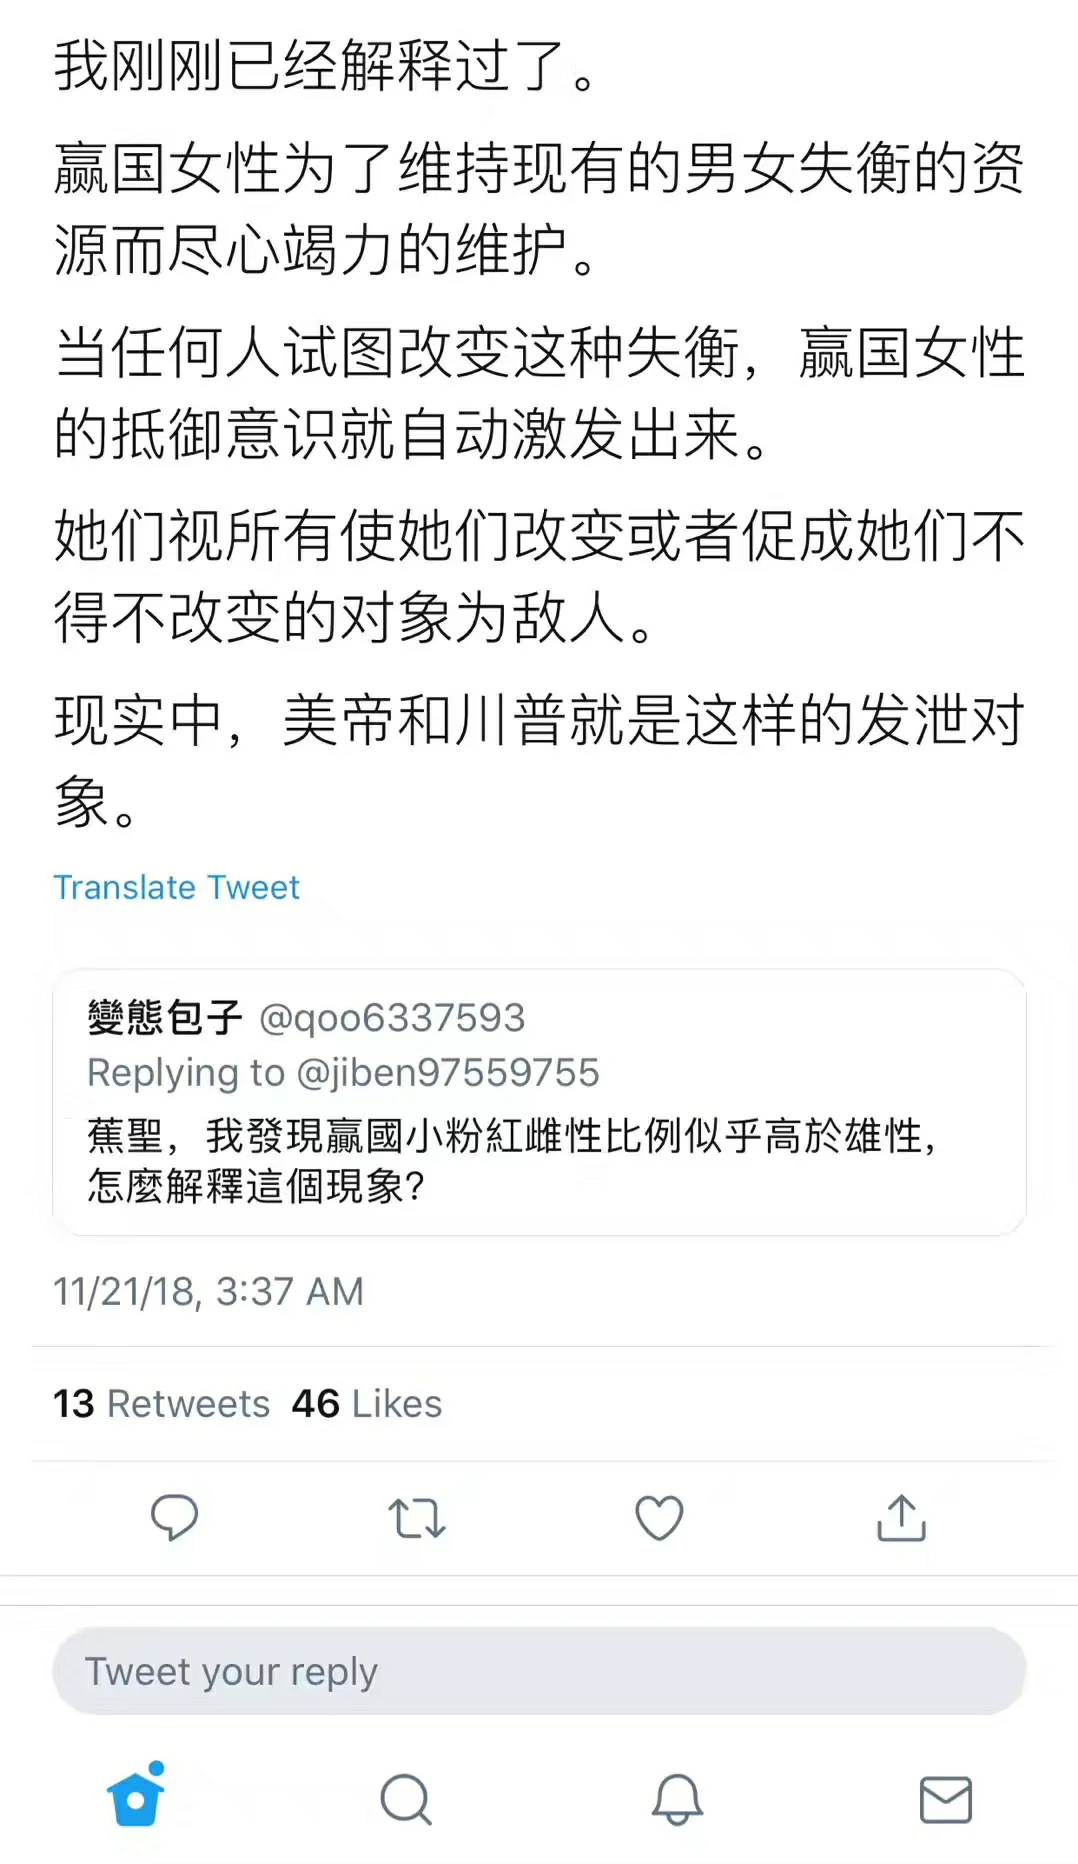 我刚刚已经解释过了。
赢国女性为了维持现有的男女失衡的资
源而尽心竭力的维护。
当任何人试图改变这种失衡，赢国女性
的抵御意识就自动激发出来。
她们视所有使她们改变或者促成她们不
得不改变的对象为敌人。
现实中，美帝和川普就是这样的发泄对
象。
Translate Tweet
變態包子 @qoo6337593
Replying to @jiben97559755
蕉聖，我發現贏國小粉紅雌性比例似乎高於雄性，
怎麼解釋這個現象？
11/21/18, 3:37 AM
13 Retweets 46 Likes
Tweet your reply